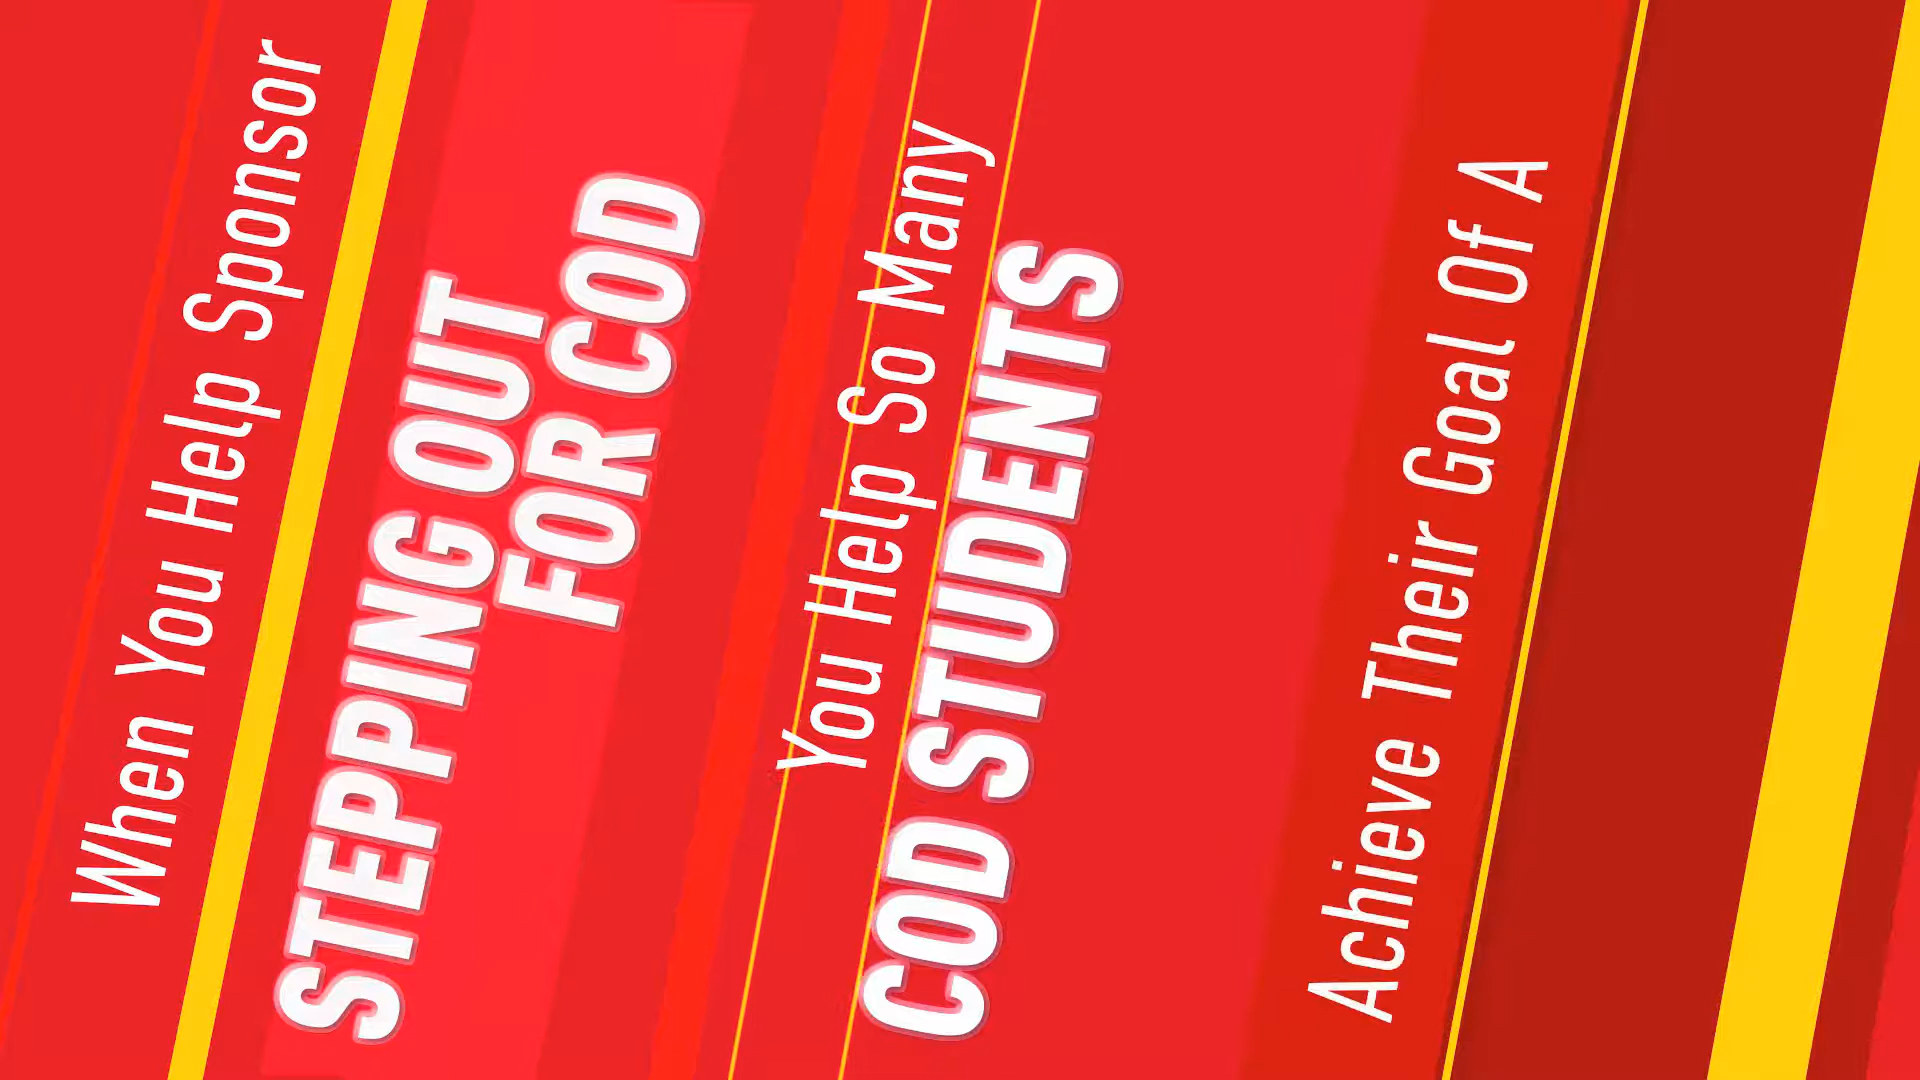 When You Help Sponsor
STEPPING OUT
FOR COD
You Help So Many
COD STUDENTS
Achieve Their Goal Of A